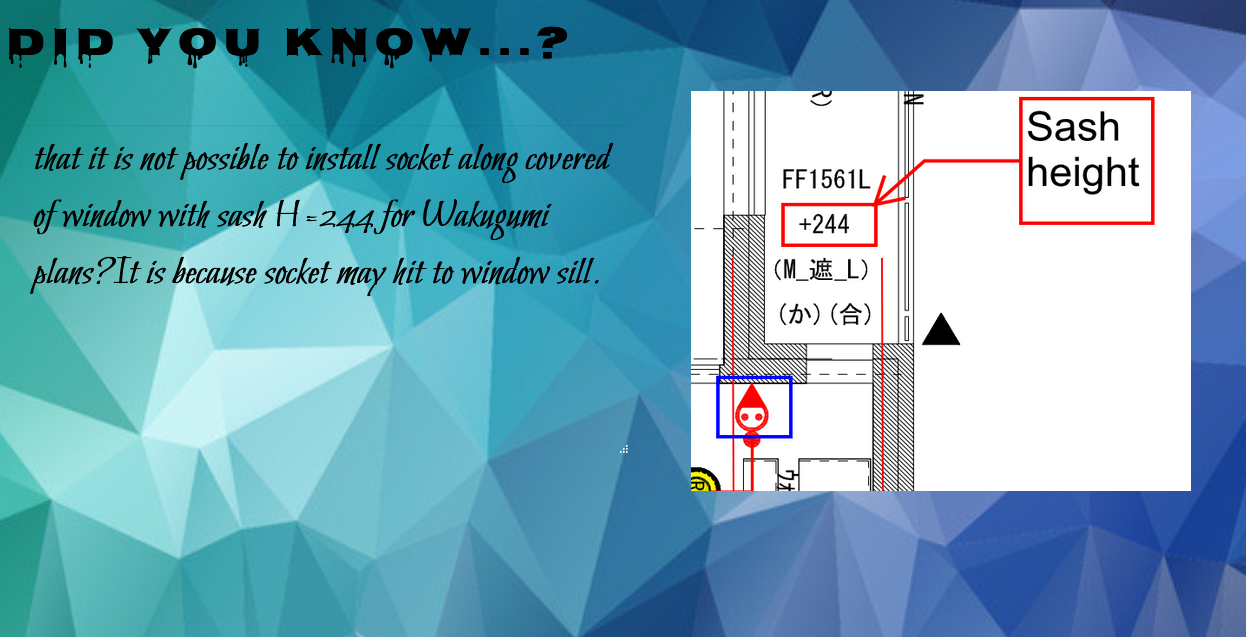 DID YOU KNOW...?
that it is not possible to install socket along covered
of window with sash H =244 for Wakugumi
plans?It is because socket may hit to window sill.
R)
N
Sash
height
FF1561L
+244
(M_遮_L)
(か)(合)